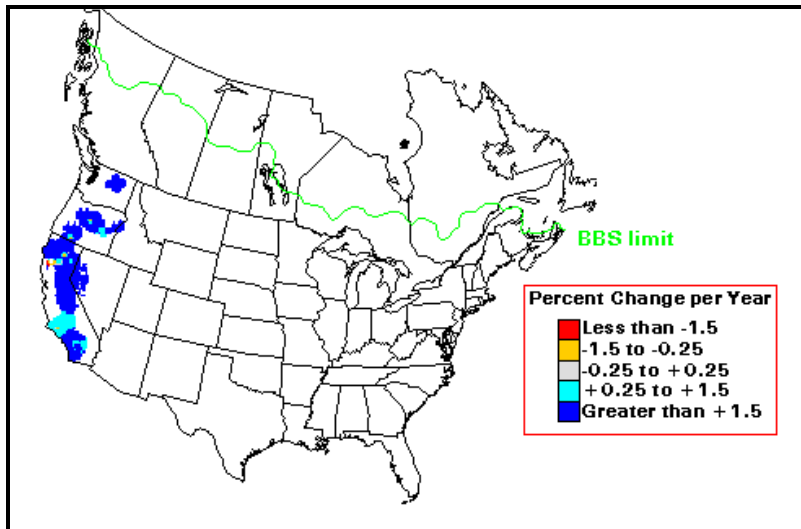 BBS limit
Percent Change per Year
Less than -1.5
-1.5 to -0.25
-0.25 to +0.25
+0.25 to +1.5
Greater than +1.5